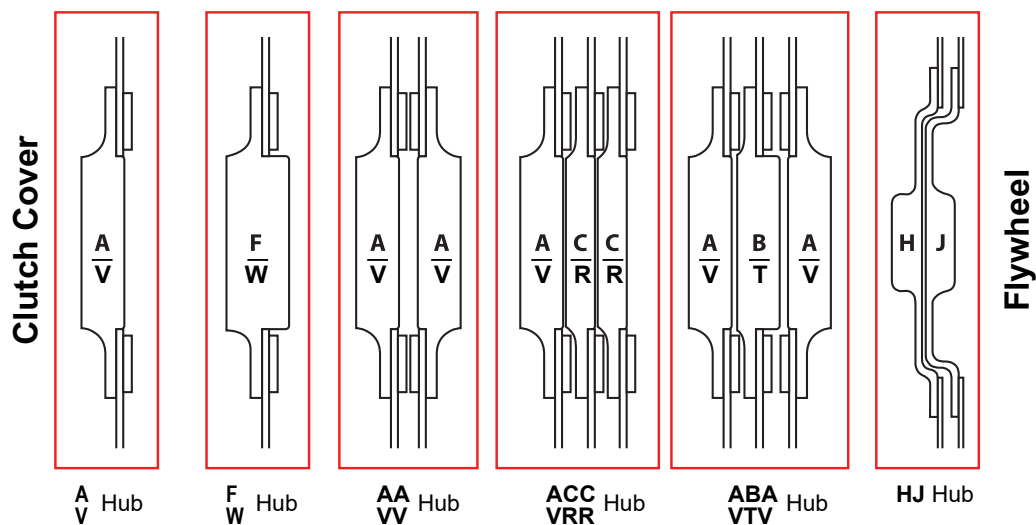 Clutch Cover
A
V
F
W
A
V
A
V
A
V
C
R
C
R
A
V
B
T
A
V
H J
Flywheel
A
V Hub
F
W Hub
AA
VV Hub
ACC
VRR Hub
ABA
VTV Hub
HJ Hub